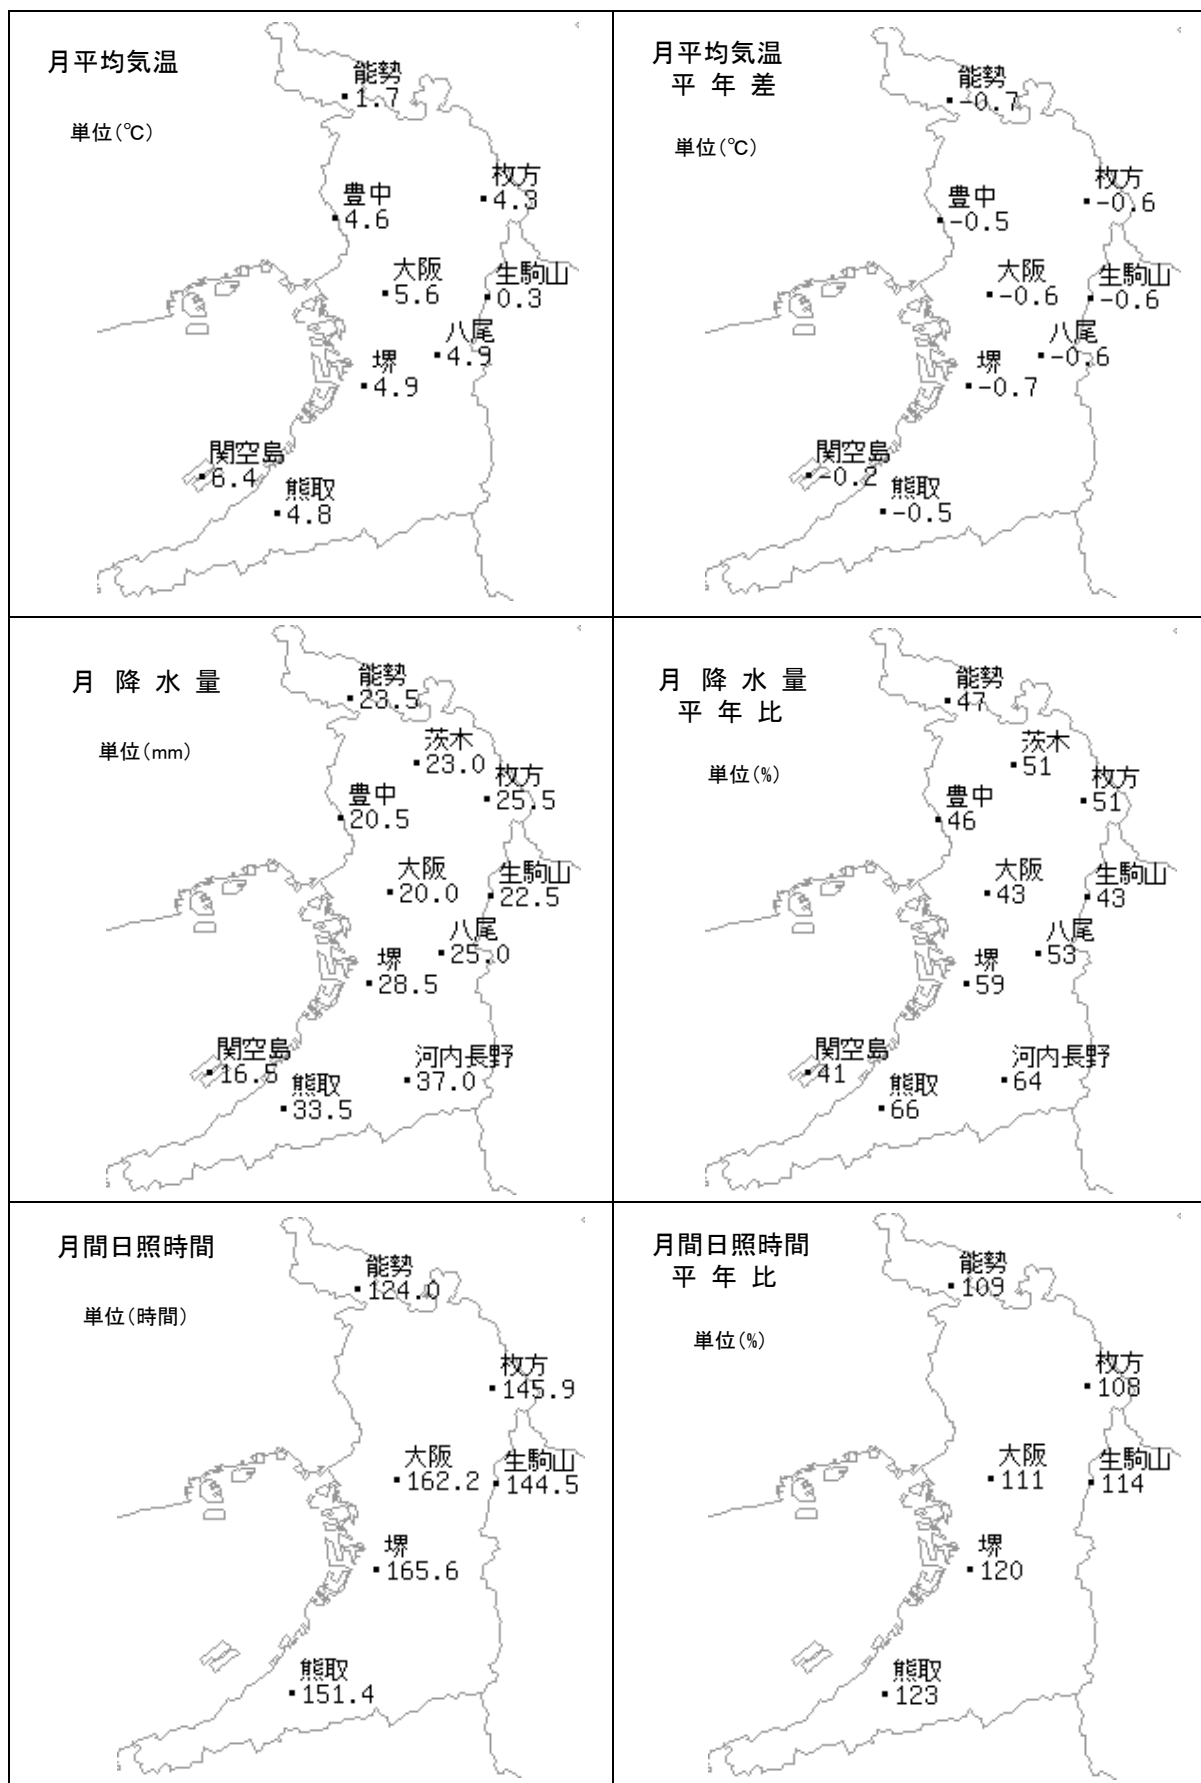 月平均気温
単位(℃)
能勢
1.7
枚方
4.3
豊中
4.6
大阪
5.6
生駒山
0.3
八尾
4.9
堺
4.9
関空島
6.4
熊取
4.8
月平均気温
平年差
単位(℃)
能勢
-0.7
枚方
-0.6
豊中
-0.5
大阪
-0.6
生駒山
-0.6
八尾
-0.6
堺
-0.7
関空島
-0.2
熊取
-0.5
月降水量
単位(mm)
能勢
23.5
茨木
23.0
枚方
25.5
豊中
20.5
大阪
20.0
生駒山
22.5
八尾
25.0
堺
28.5
関空島
16.5
河内長野
37.0
熊取
33.5
月降水量
平年比
単位(%)
能勢
47
茨木
51
枚方
51
豊中
46
大阪
43
生駒山
43
八尾
53
堺
59
関空島
41
河内長野
64
熊取
66
月間日照時間
単位(時間)
能勢
124.0
枚方
145.9
大阪
162.2
生駒山
144.5
堺
165.6
熊取
151.4
月間日照時間
平年比
単位(%)
能勢
109
枚方
108
大阪
111
生駒山
114
堺
120
熊取
123